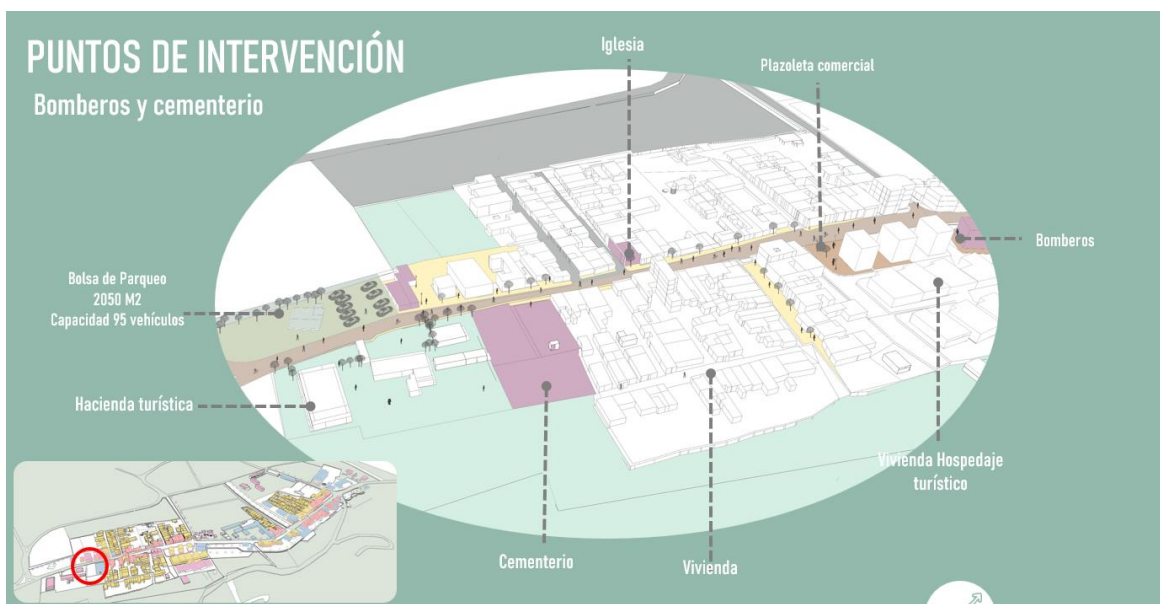 PUNTOS DE INTERVENCIÓN
Bomberos y cementerio
Iglesia
Plazoleta comercial
Bomberos
Bolsa de Parqueo
2050 M2
Capacidad 95 vehículos
Hacienda turística
Vivienda Hospedaje
turístico
Cementerio
Vivienda